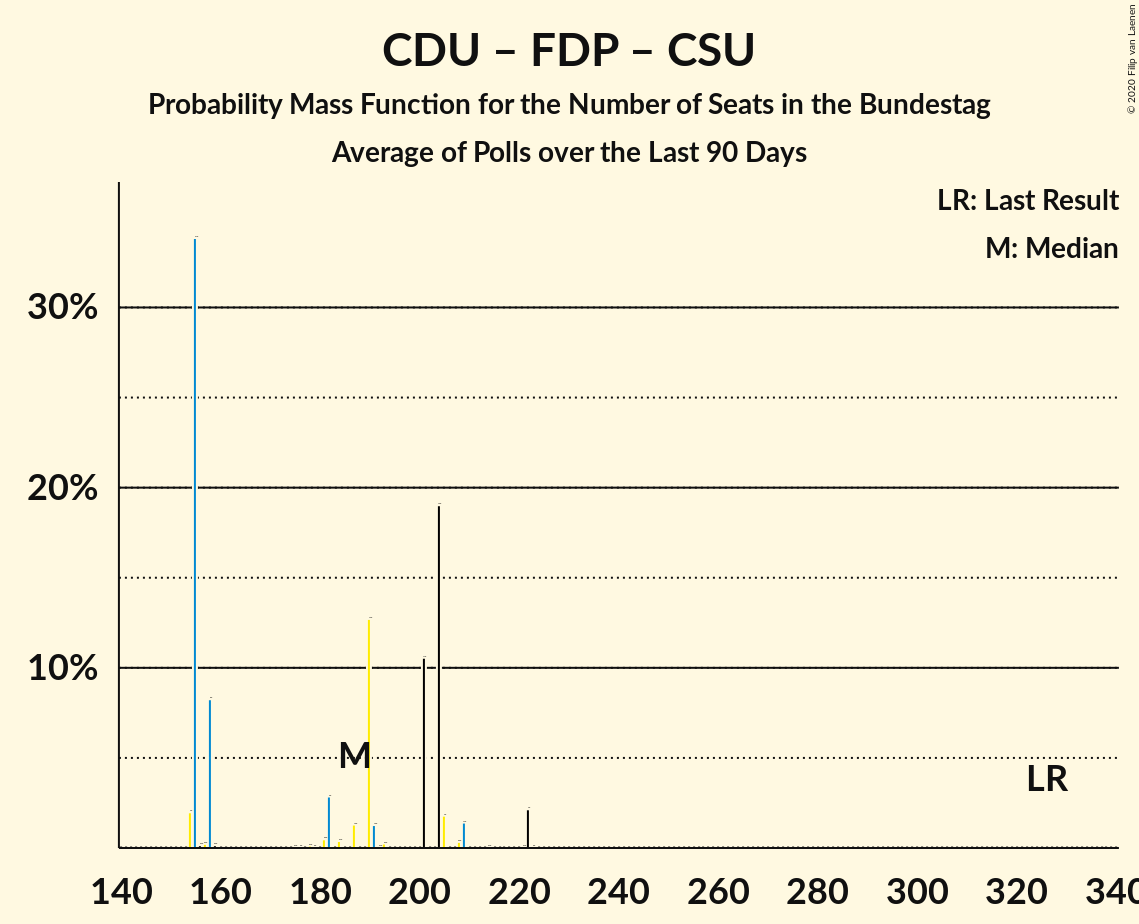 CDU – FDP – CSU
Probability Mass Function for the Number of Seats in the Bundestag
Average of Polls over the Last 90 Days
© 2020 Filip van Laenen
LR: Last Result
M: Median
30%
20%
10%
M
LR
140 160 180 200 220 240 260 280 300 320 340